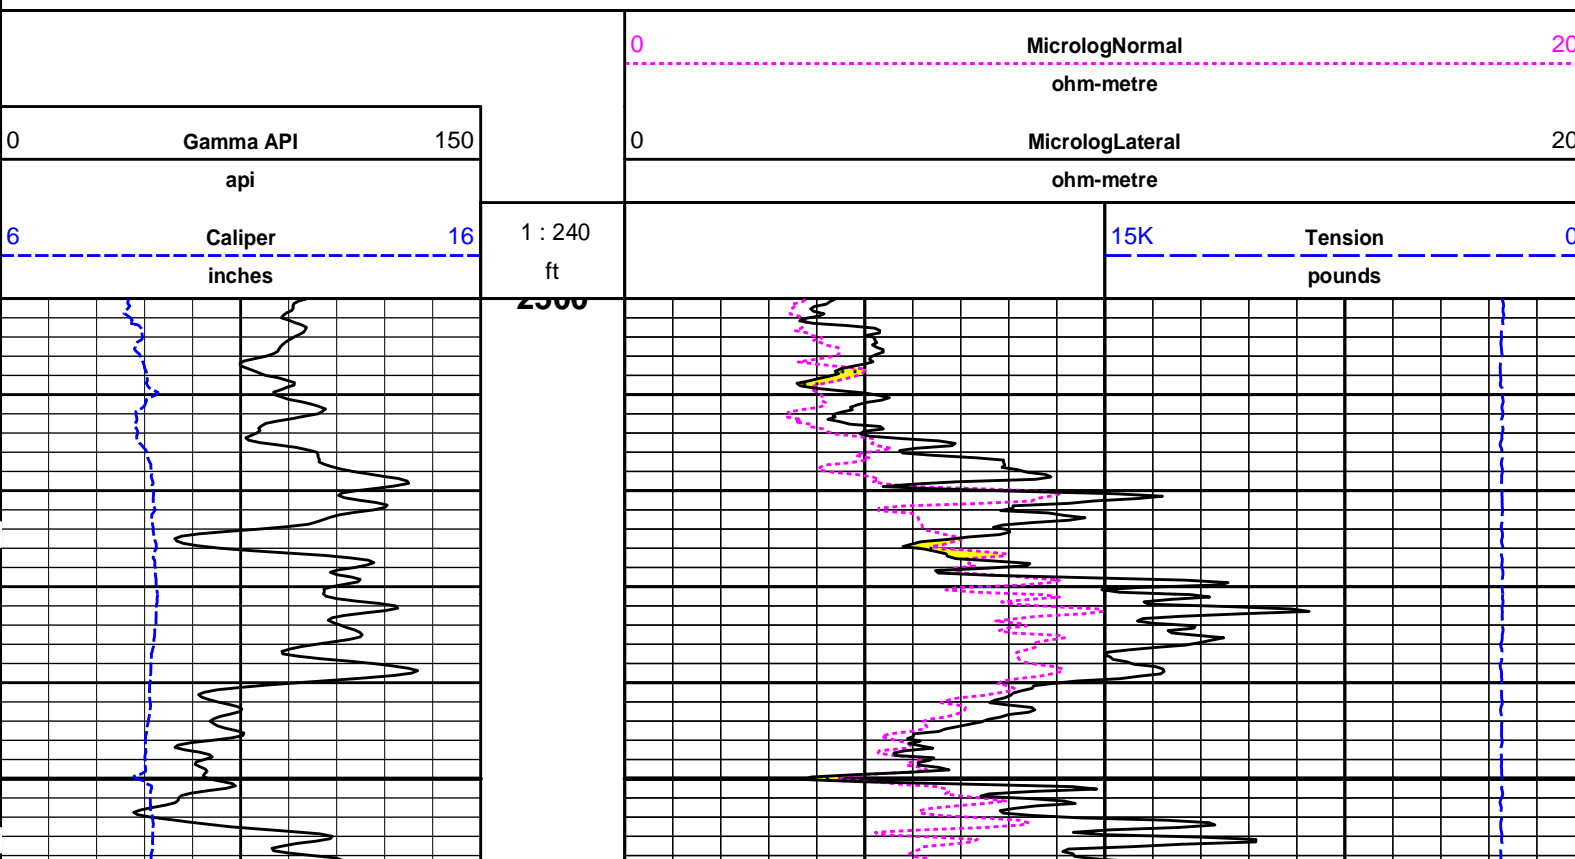 0 MicrologNormal 20
ohm-metre
0 Gamma API 150
0 MicrologLateral 20
api
ohm-metre
6 Caliper 16
1 : 240
15K Tension 0
inches
ft
pounds
2500